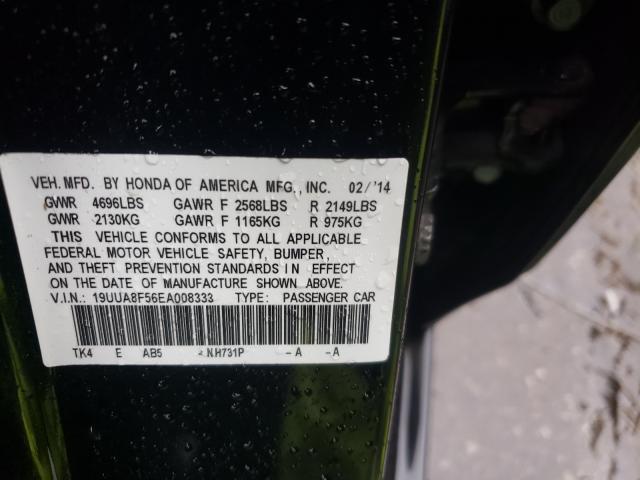 VEH. MFD. BY HONDA OF AMERICA MFG., INC. 02/'14
GVWR 4696LBS GAWR F 2568LBS R 2149LBS
GVWR 2130KG GAWR F 1165KG R 975KG
THIS VEHICLE CONFORMS TO ALL APPLICABLE
FEDERAL MOTOR VEHICLE SAFETY, BUMPER,
AND THEFT PREVENTION STANDARDS IN EFFECT
ON THE DATE OF MANUFACTURE SHOWN ABOVE.
V.I.N.: 19UUA8F56EA008333 TYPE: PASSENGER CAR
TK4 E AB5 NH731P -A -A